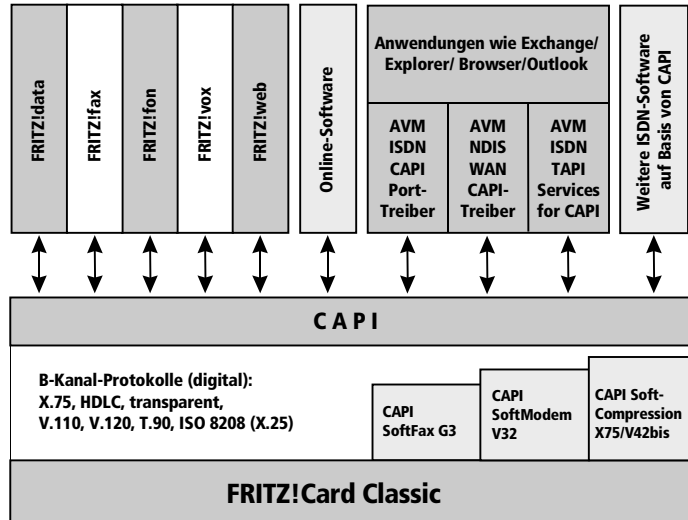 FRITZ!data
FRITZ!fax
FRITZ!fon
FRITZ!vox
FRITZ!web
Online-Software
Anwendungen wie Exchange/
Explorer/ Browser/Outlook
AVM
ISDN
CAPI
Port-
Treiber
AVM
NDIS
WAN
CAPI-
Treiber
AVM
ISDN
TAPI
Services
for CAPI
Weitere ISDN-Software
auf Basis von CAPI
CAPI
B-Kanal-Protokolle (digital):
X.75, HDLC, transparent,
V.110, V.120, T.90, ISO 8208 (X.25)
CAPI
SoftFax G3
CAPI
SoftModem
V32
CAPI Soft-
Compression
X75/V42bis
FRITZ!Card Classic